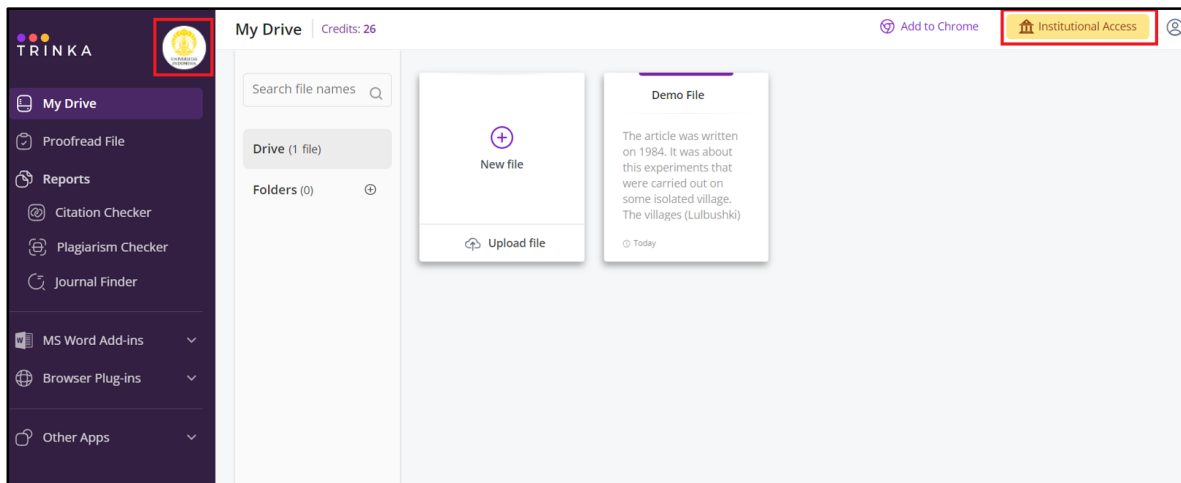 TRINKA
UNIVERSITAS
INDONESIA
My Drive
Proofread File
Reports
Citation Checker
Plagiarism Checker
Journal Finder
MS Word Add-ins
Browser Plug-ins
Other Apps
My Drive Credits: 26
Add to Chrome
Institutional Access
Search file names
Drive (1 file)
Folders (0)
New file
Upload file
Demo File
The article was written
on 1984. It was about
this experiments that
were carried out on
some isolated village.
The villages (Lulbushki)
Today